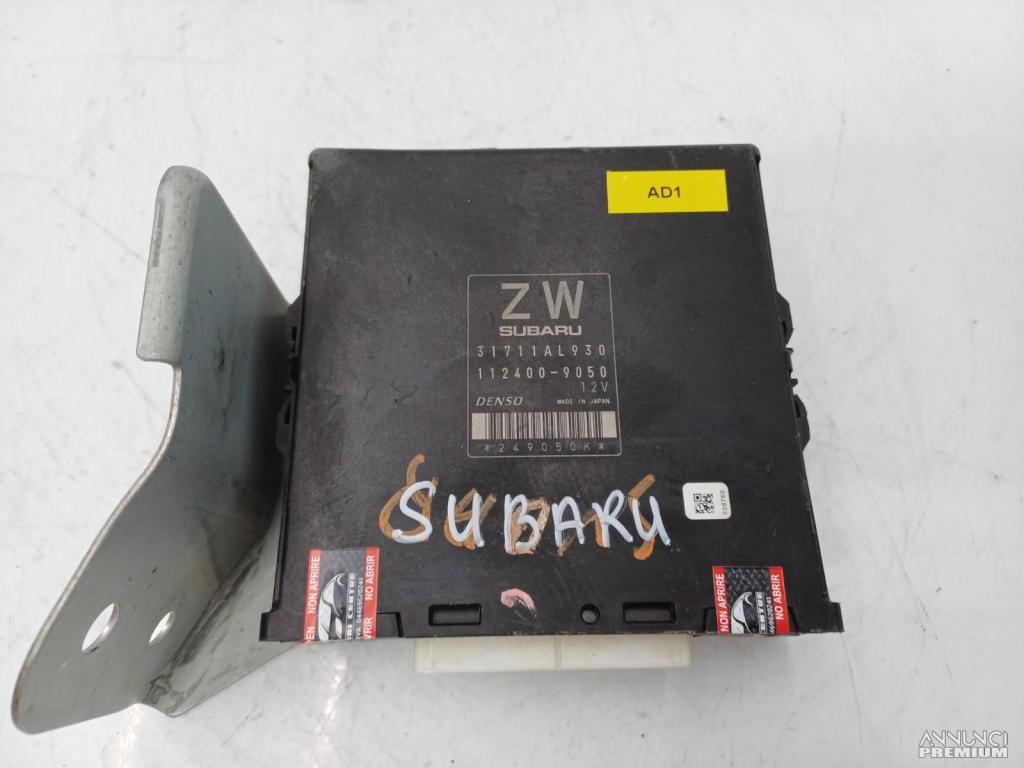 AD1
ZW
SUBARU
31711AL930
112400-9050
12V
DENSO MADE IN JAPAN
*249050K*
SUBARU
239760
NON APRIRE
NO ABRIR
NON APRIRE
NO ABRIR
ANNUNCI
PREMIUM